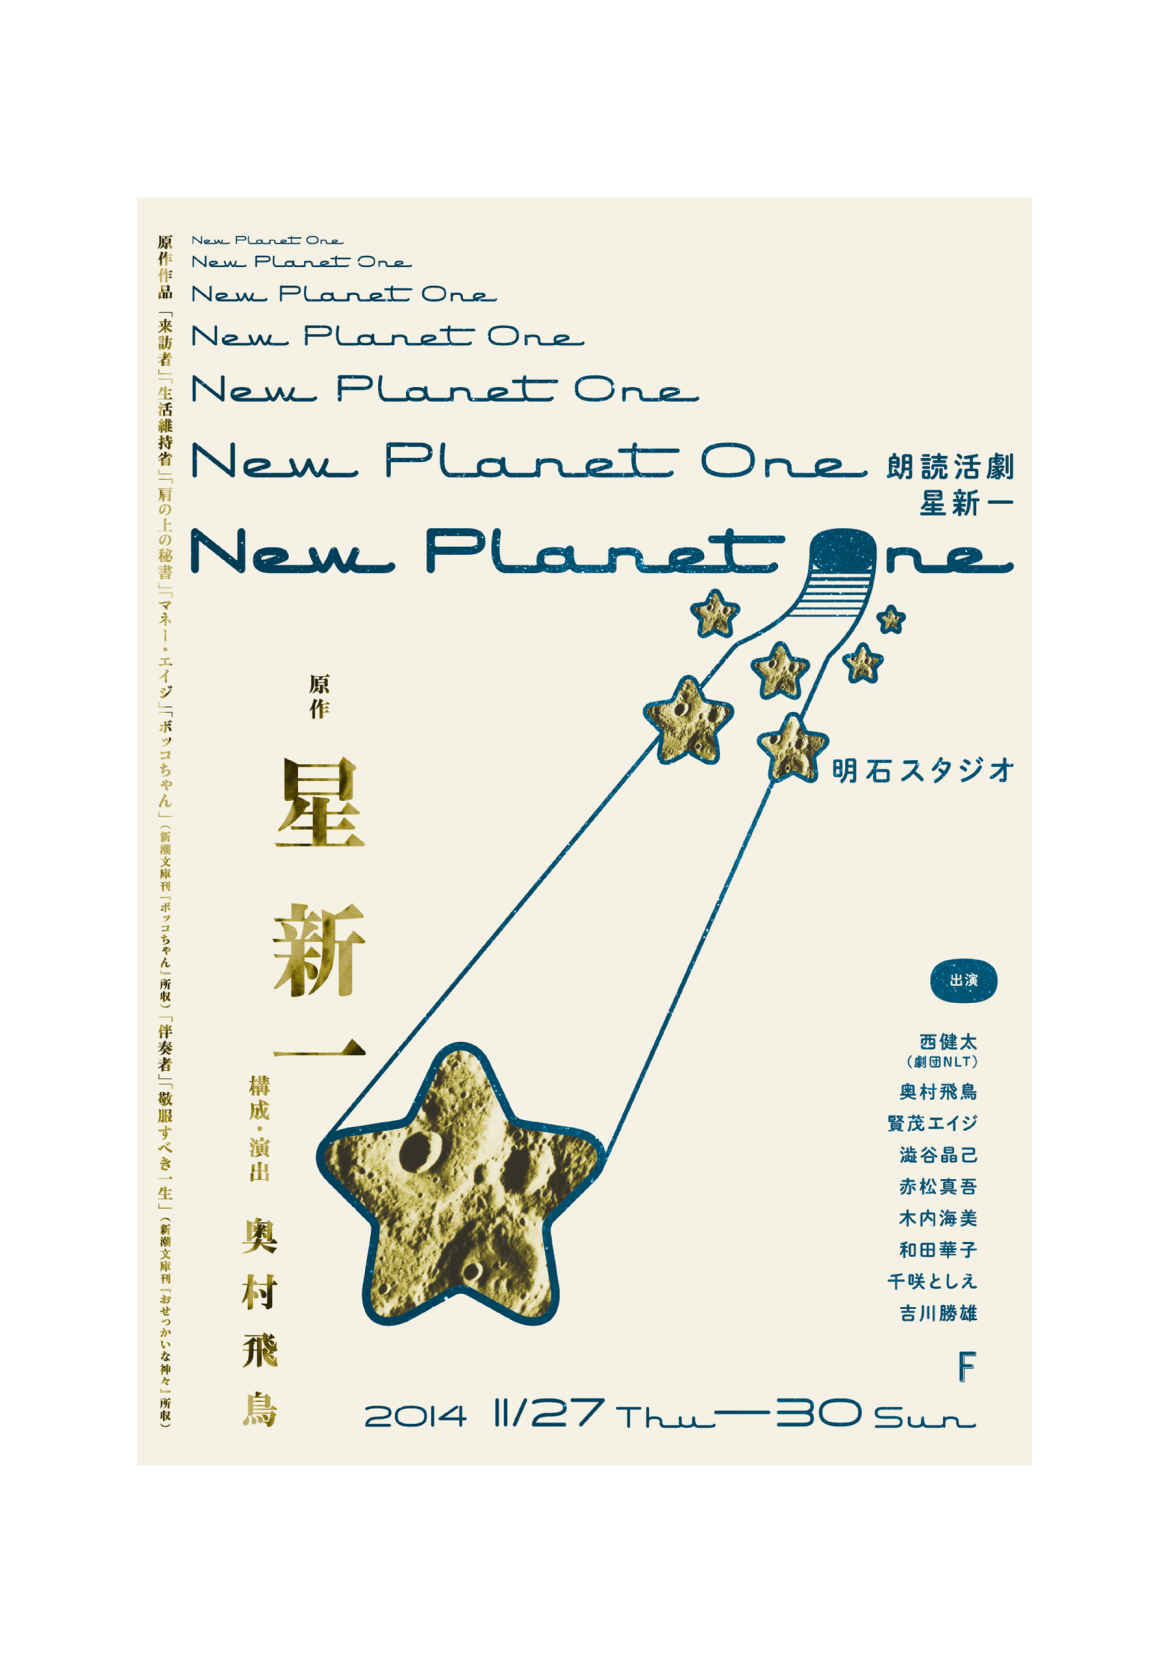 New Planet One
New Planet One
New Planet One
New Planet One
New Planet One
New Planet One
朗読活劇
星新一
New Planet One
明石スタジオ
原作
星新一
構成・演出
奥村飛鳥
原作作品「来訪者」「生活維持省」「肩の上の秘書」「マネー・エイジ」「ボッコちゃん」(新潮文庫刊『ボッコちゃん』所収)「伴奏者」「敬服すべき一生」(新潮文庫刊『おせっかいな神々』所収)
出演
西健太
(劇団NLT)
奥村飛鳥
賢茂エイジ
澁谷晶己
赤松真吾
木内海美
和田華子
千咲としえ
吉川勝雄
F
2014 11/27 Thu—30 Sun